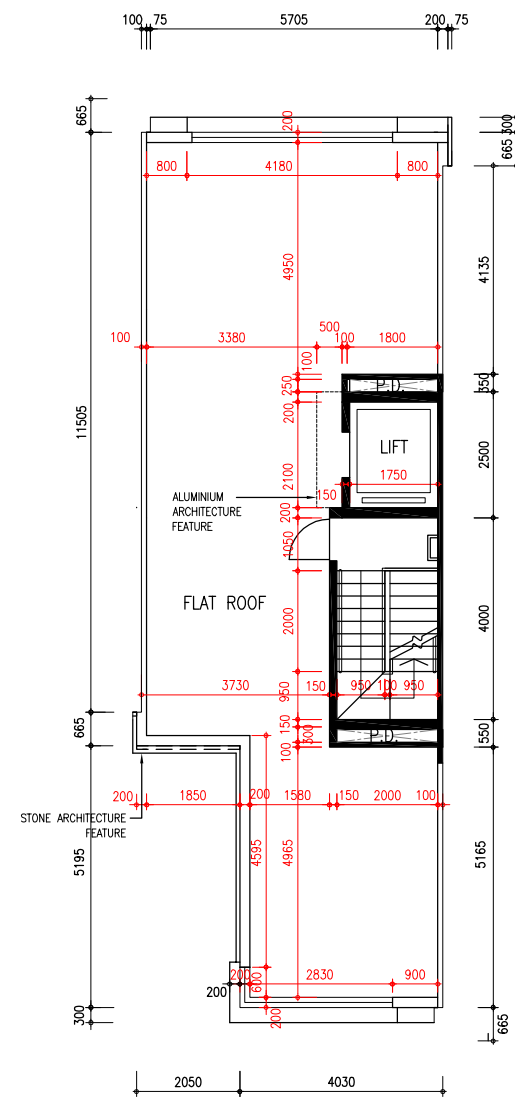 100 75 5705 200 75
665 200 300
665
800 4180 800
4950 4135
100 3380 500 100 1800
100
P.D.
250 350
200
11505 LIFT 2500
2100
1750
150
ALUMINIUM
ARCHITECTURE
FEATURE
200
1050
FLAT ROOF
2000 4000
3730 150 950 100 950
950
665 150 P.D. 550
300
100
200 1850 200 1580 150 2000 100
STONE ARCHITECTURE
FEATURE
5195 4595 4965 5165
200 2830 900
200 600
300 200 665
2050 4030